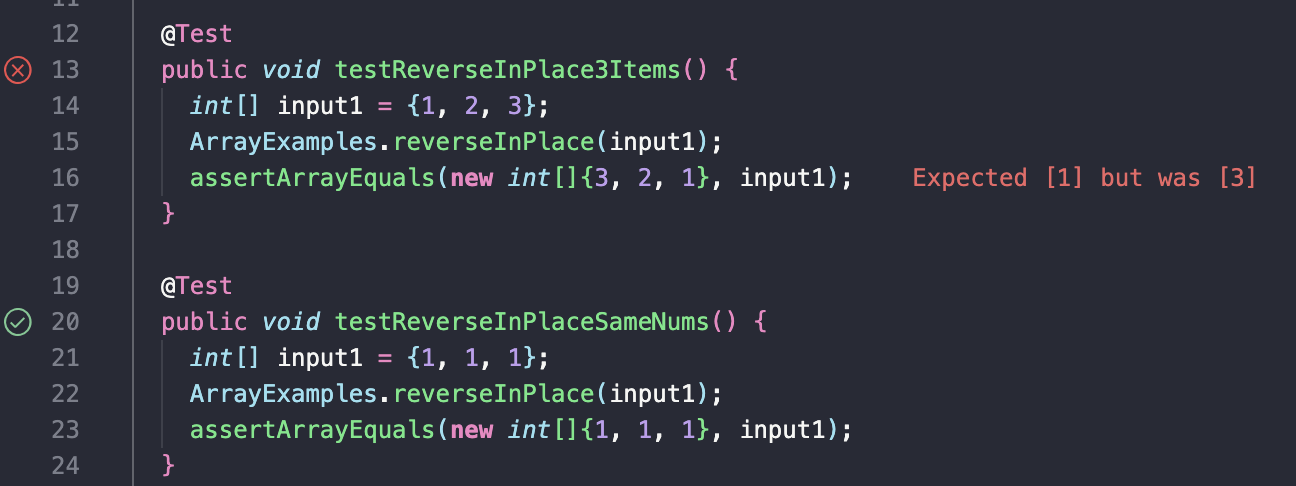 11
12 @Test
13 public void testReverseInPlace3Items() {
14 int[] input1 = {1, 2, 3};
15 ArrayExamples.reverseInPlace(input1);
16 assertArrayEquals(new int[]{3, 2, 1}, input1); Expected [1] but was [3]
17 }
18
19 @Test
20 public void testReverseInPlaceSameNums() {
21 int[] input1 = {1, 1, 1};
22 ArrayExamples.reverseInPlace(input1);
23 assertArrayEquals(new int[]{1, 1, 1}, input1);
24 }